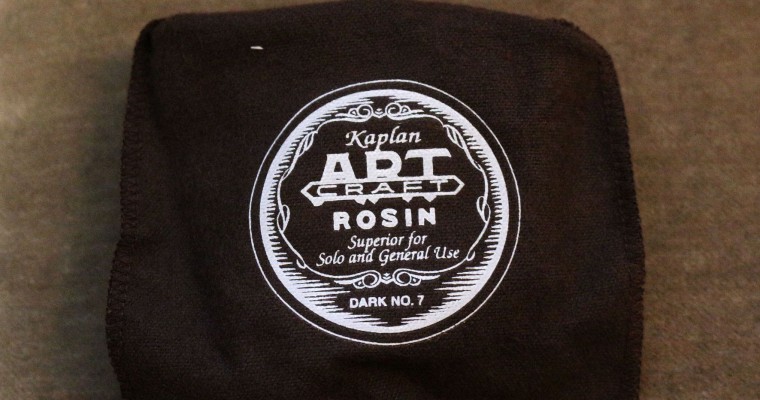 Kaplan
ART
CRAFT
ROSIN
Superior for
Solo and General Use
DARK NO. 7